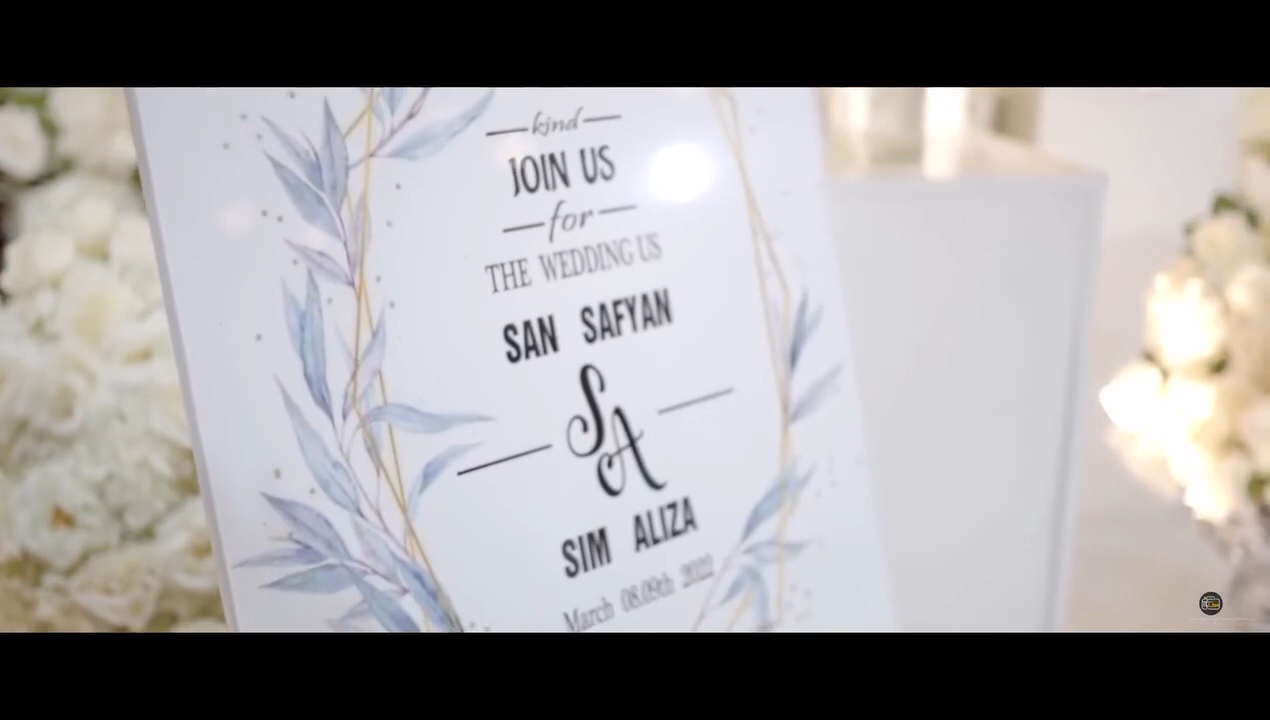 kind
JOIN US
for
THE WEDDING US
SAN SAFYAN
SA
SIM ALIZA
March 08.09th 2022